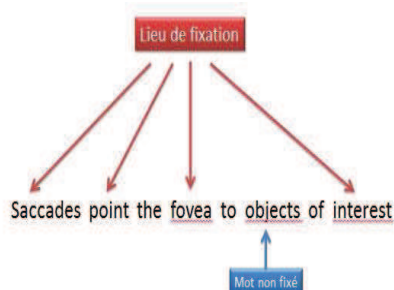 Lieu de fixation
Saccades point the fovea to objects of interest
Mot non fixé